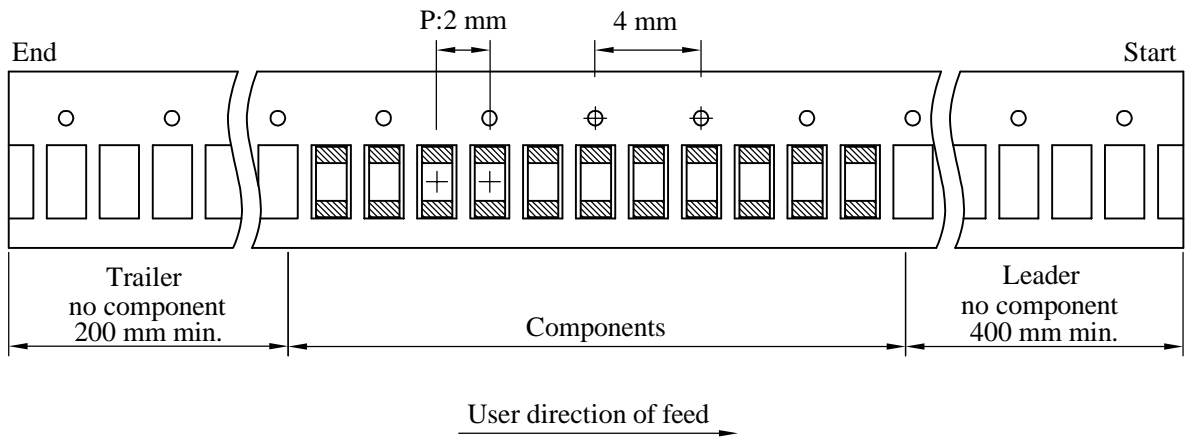 P:2 mm
4 mm
End
Start
Trailer
no component
200 mm min.
Components
Leader
no component
400 mm min.
User direction of feed